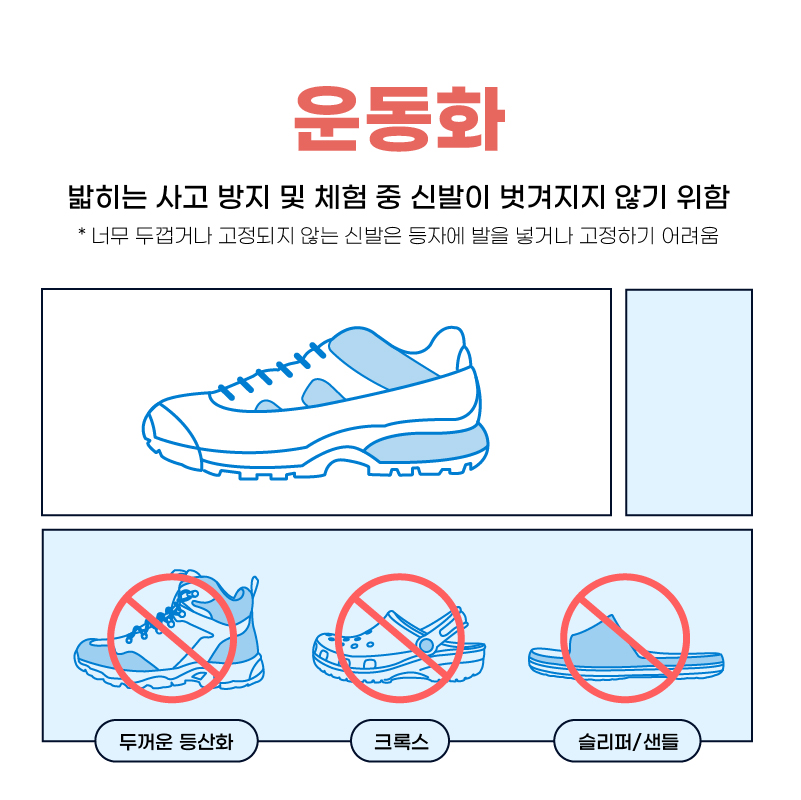 운동화
밟히는 사고 방지 및 체험 중 신발이 벗겨지지 않기 위함
* 너무 두껍거나 고정되지 않는 신발은 등자에 발을 넣거나 고정하기 어려움
두꺼운 등산화
크록스
슬리퍼/샌들